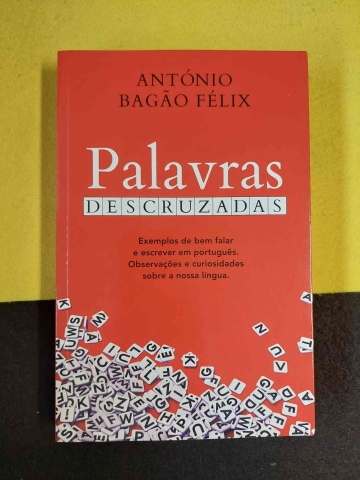 ANTÓNIO
BAGÃO FÉLIX
Palavras
DESCRUZADAS
Exemplos de bem falar
e escrever em português.
Observações e curiosidades
sobre a nossa língua.